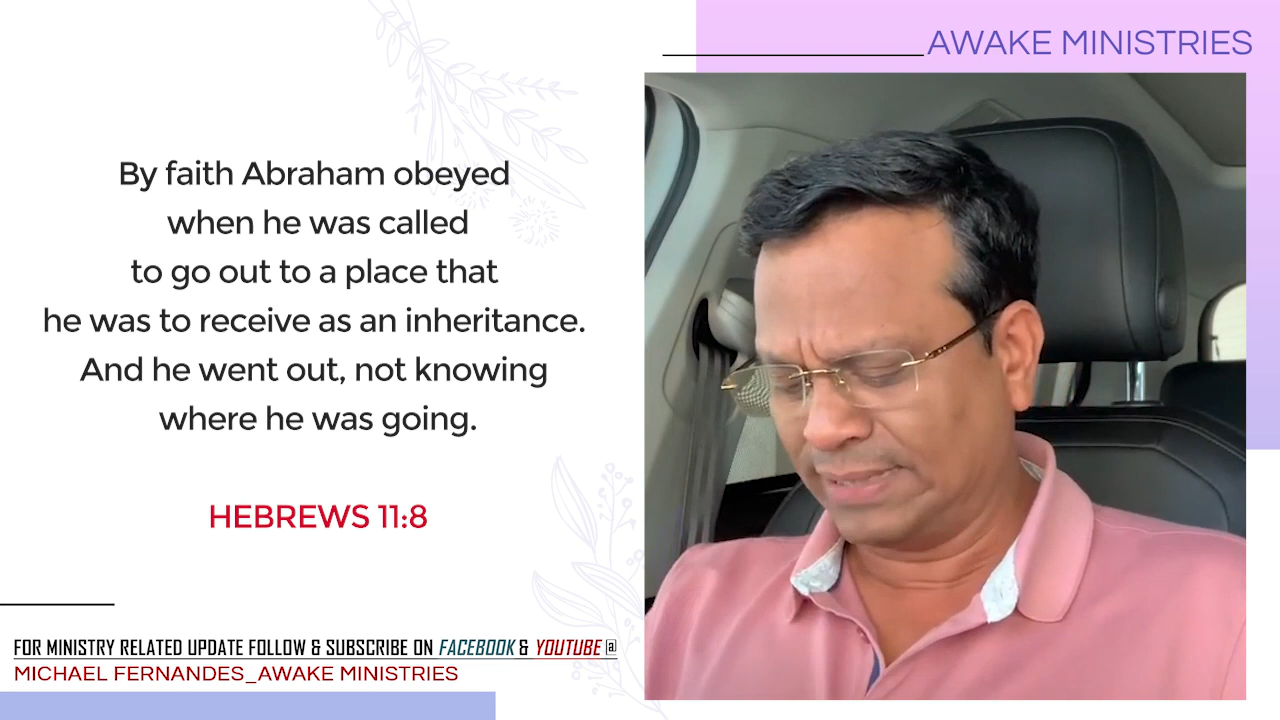 AWAKE MINISTRIES
By faith Abraham obeyed
when he was called
to go out to a place that
he was to receive as an inheritance.
And he went out, not knowing
where he was going.
HEBREWS 11:8
FOR MINISTRY RELATED UPDATE FOLLOW & SUBSCRIBE ON FACEBOOK & YOUTUBE @
MICHAEL FERNANDES_AWAKE MINISTRIES